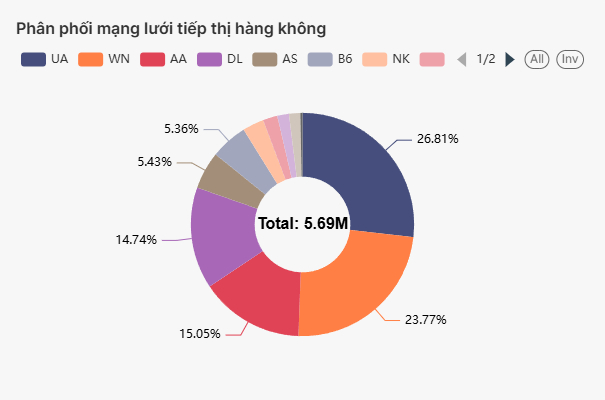 Phân phối mạng lưới tiếp thị hàng không
UA WN AA DL AS B6 NK 1/2 All Inv
5.36%
26.81%
5.43%
Total: 5.69M
14.74%
23.77%
15.05%